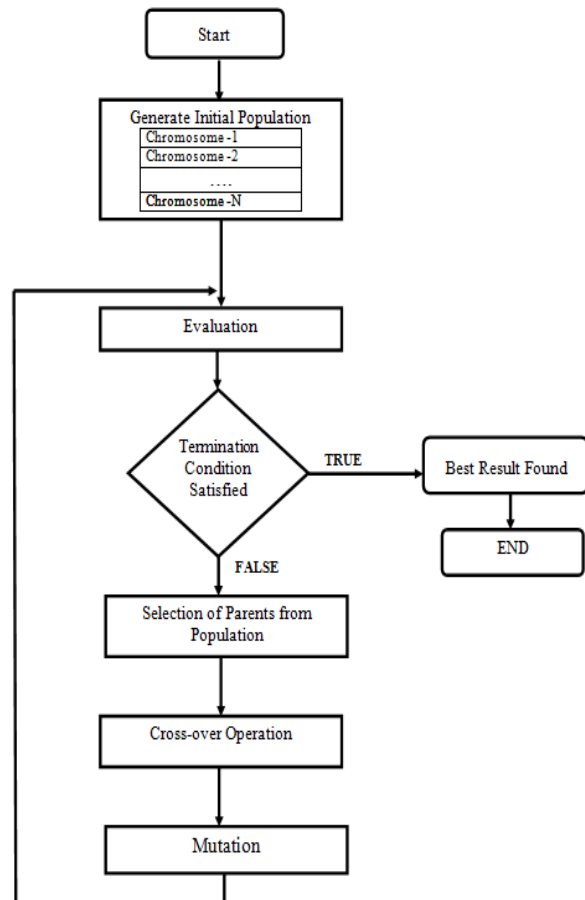 Start
Generate Initial Population
Chromosome -1
Chromosome -2
....
Chromosome -N
Evaluation
Termination
Condition
Satisfied
TRUE
Best Result Found
END
FALSE
Selection of Parents from
Population
Cross-over Operation
Mutation